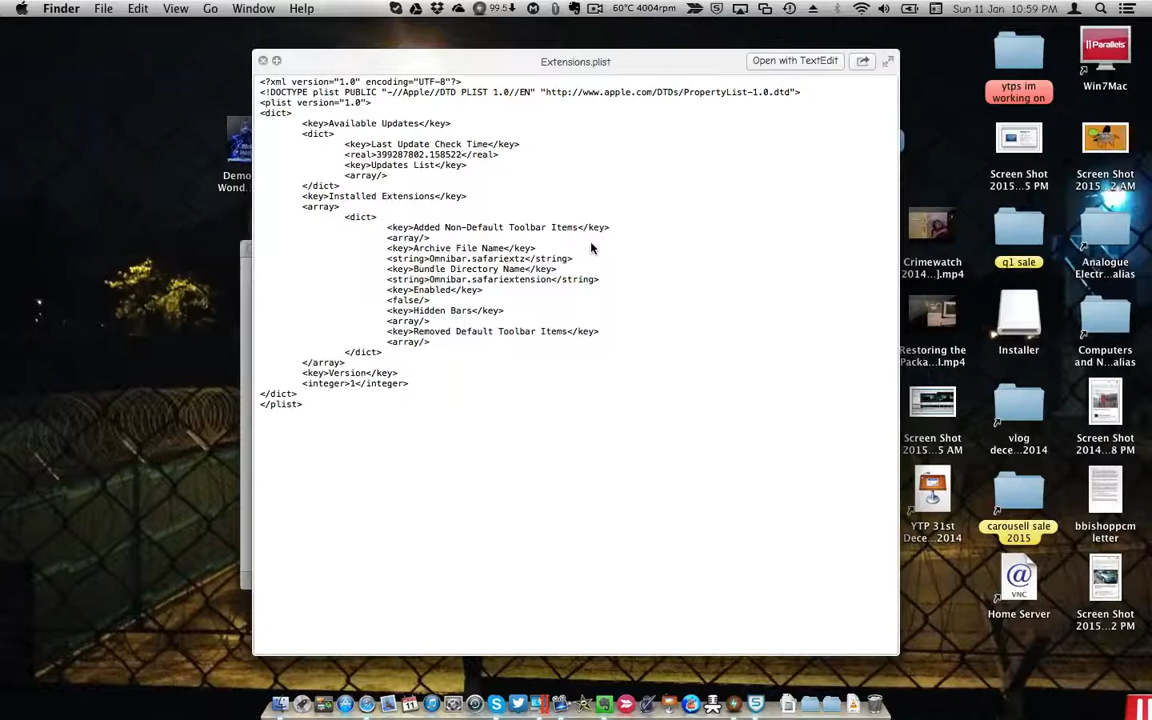 Finder File Edit View Go Window Help 99.5 60°C 4004rpm Sun 11 Jan 10:59 PM
Extensions.plist
Open with TextEdit
<?xml version="1.0" encoding="UTF-8"?>
<!DOCTYPE plist PUBLIC "-//Apple//DTD PLIST 1.0//EN" "http://www.apple.com/DTDs/PropertyList-1.0.dtd">
<plist version="1.0">
<dict>
<key>Available Updates</key>
<dict>
<key>Last Update Check Time</key>
<real>399287802.158522</real>
<key>Updates List</key>
<array/>
</dict>
<key>Installed Extensions</key>
<array>
<dict>
<key>Added Non-Default Toolbar Items</key>
<array/>
<key>Archive File Name</key>
<string>Omnibar.safariextz</string>
<key>Bundle Directory Name</key>
<string>Omnibar.safariextension</string>
<key>Enabled</key>
<false/>
<key>Hidden Bars</key>
<array/>
<key>Removed Default Toolbar Items</key>
<array/>
</dict>
</array>
<key>Version</key>
<integer>1</integer>
</dict>
</plist>
Demo
Wond...
ytps im
working on
Parallels
Win7Mac
Screen Shot
2015...5 PM
Screen Shot
2015...2 AM
Crimewatch
2014...].mp4
q1 sale
Analogue
Electr...alias
Restoring the
Packa...l.mp4
Installer
Computers
and N...alias
Screen Shot
2015...5 AM
vlog
dece...2014
Screen Shot
2014...8 PM
YTP 31st
Dece...2014
carousell sale
2015
bbishoppcm
letter
@
VNC
Home Server
Screen Shot
2015...2 PM